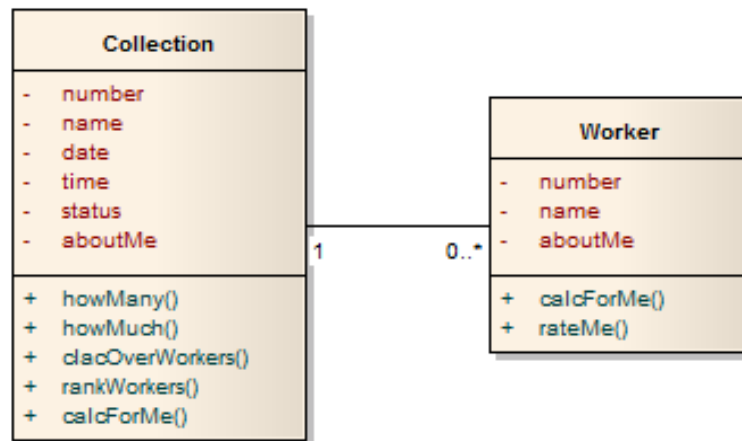 Collection
- number
- name
- date
- time
- status
- aboutMe
+ howMany()
+ howMuch()
+ clacOverWorkers()
+ rankWorkers()
+ calcForMe()
1
0..*
Worker
- number
- name
- aboutMe
+ calcForMe()
+ rateMe()